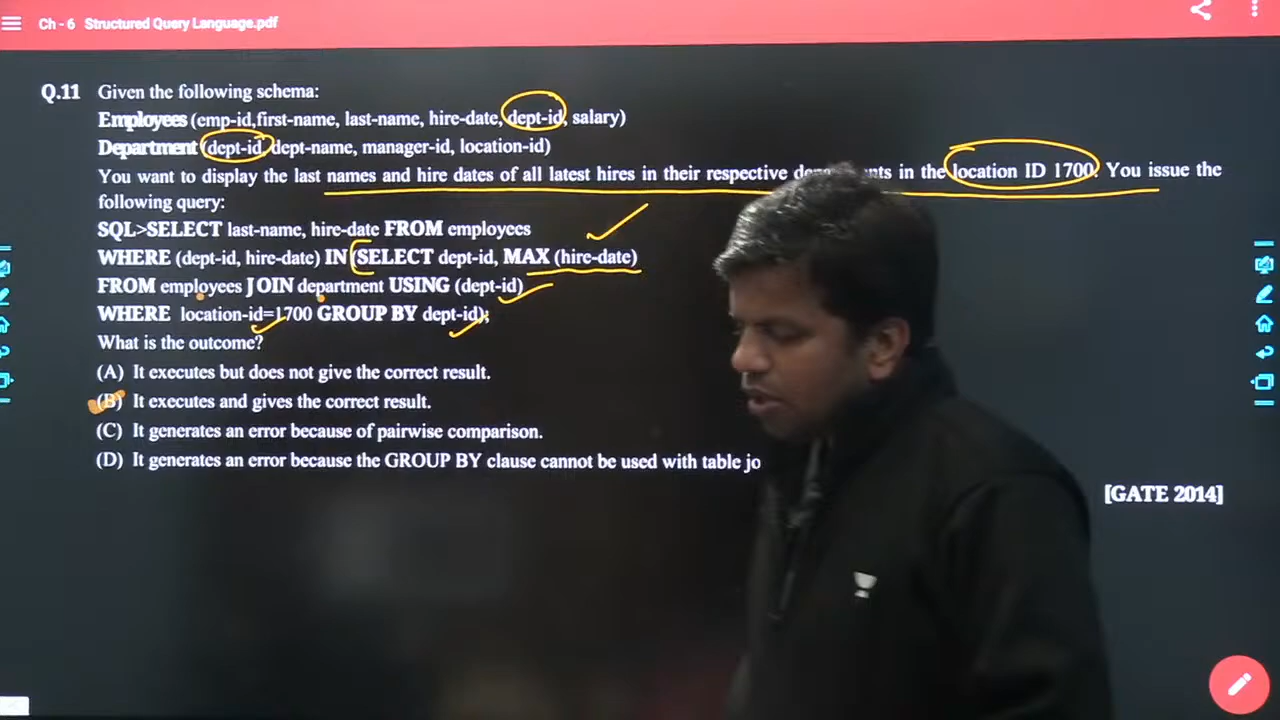 Ch - 6 Structured Query Language.pdf
Q.11 Given the following schema:
Employees (emp-id,first-name, last-name, hire-date, dept-id, salary)
Department (dept-id, dept-name, manager-id, location-id)
You want to display the last names and hire dates of all latest hires in their respective in the location ID 1700. You issue the
following query:
SQL>SELECT last-name, hire-date FROM employees
WHERE (dept-id, hire-date) IN (SELECT dept-id, MAX (hire-date)
FROM employees JOIN department USING (dept-id)
WHERE location-id=1700 GROUP BY dept-id);
What is the outcome?
(A) It executes but does not give the correct result.
(B) It executes and gives the correct result.
(C) It generates an error because of pairwise comparison.
(D) It generates an error because the GROUP BY clause cannot be used with table
[GATE 2014]